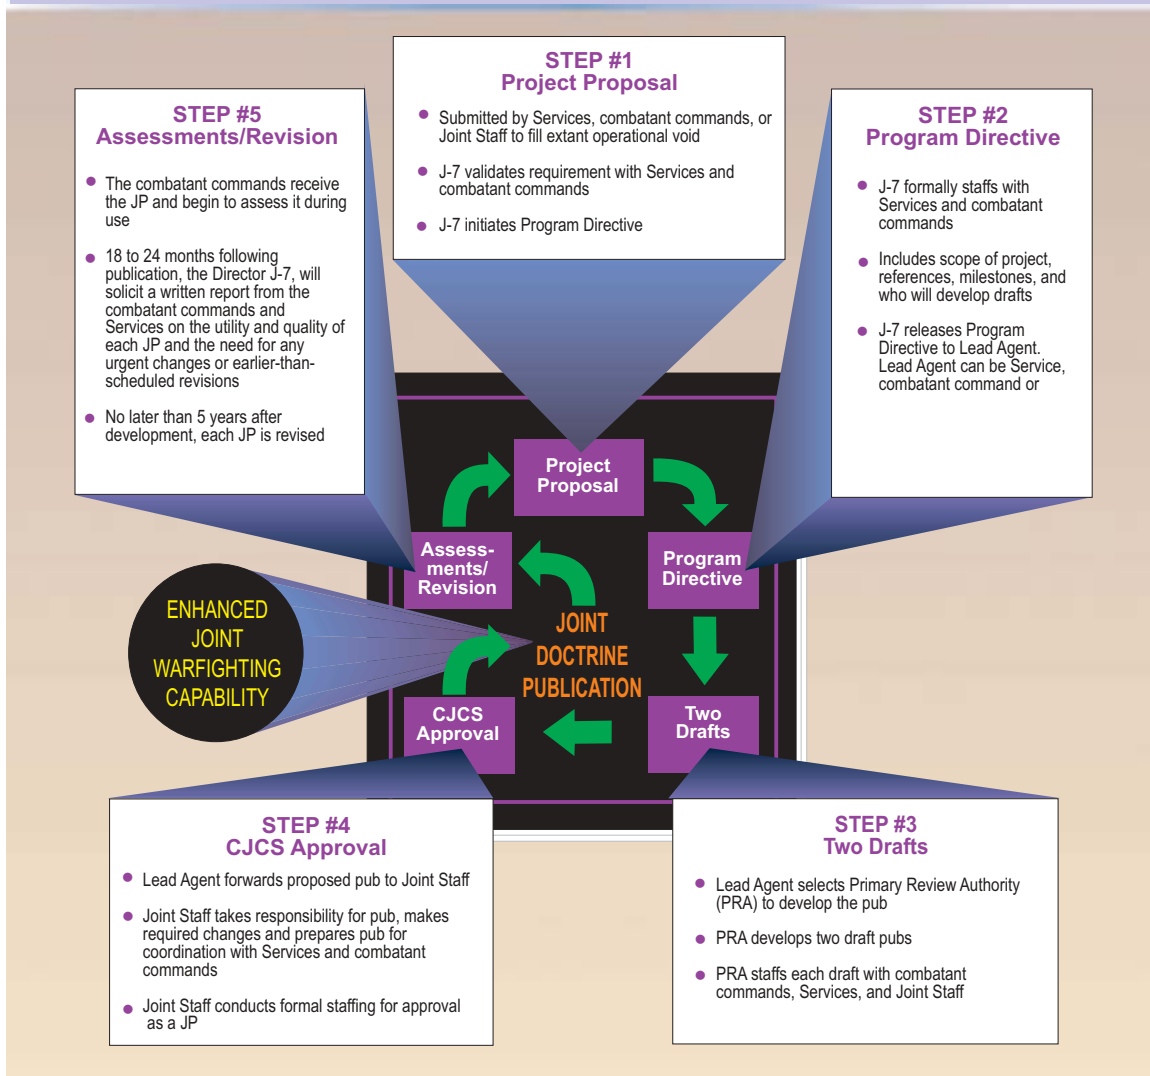 STEP #1
Project Proposal
Submitted by Services, combatant commands, or
Joint Staff to fill extant operational void
J-7 validates requirement with Services and
combatant commands
J-7 initiates Program Directive
STEP #2
Program Directive
J-7 formally staffs with
Services and combatant
commands
Includes scope of project,
references, milestones, and
who will develop drafts
J-7 releases Program
Directive to Lead Agent.
Lead Agent can be Service,
combatant command or
STEP #5
Assessments/Revision
The combatant commands receive
the JP and begin to assess it during
use
18 to 24 months following
publication, the Director J-7, will
solicit a written report from the
combatant commands and
Services on the utility and quality of
each JP and the need for any
urgent changes or earlier-than-
scheduled revisions
No later than 5 years after
development, each JP is revised
Project
Proposal
Assess-
ments/
Revision
Program
Directive
ENHANCED
JOINT
WARFIGHTING
CAPABILITY
JOINT
DOCTRINE
PUBLICATION
CJCS
Approval
Two
Drafts
STEP #4
CJCS Approval
Lead Agent forwards proposed pub to Joint Staff
Joint Staff takes responsibility for pub, makes
required changes and prepares pub for
coordination with Services and combatant
commands
Joint Staff conducts formal staffing for approval
as a JP
STEP #3
Two Drafts
Lead Agent selects Primary Review Authority
(PRA) to develop the pub
PRA develops two draft pubs
PRA staffs each draft with combatant
commands, Services, and Joint Staff